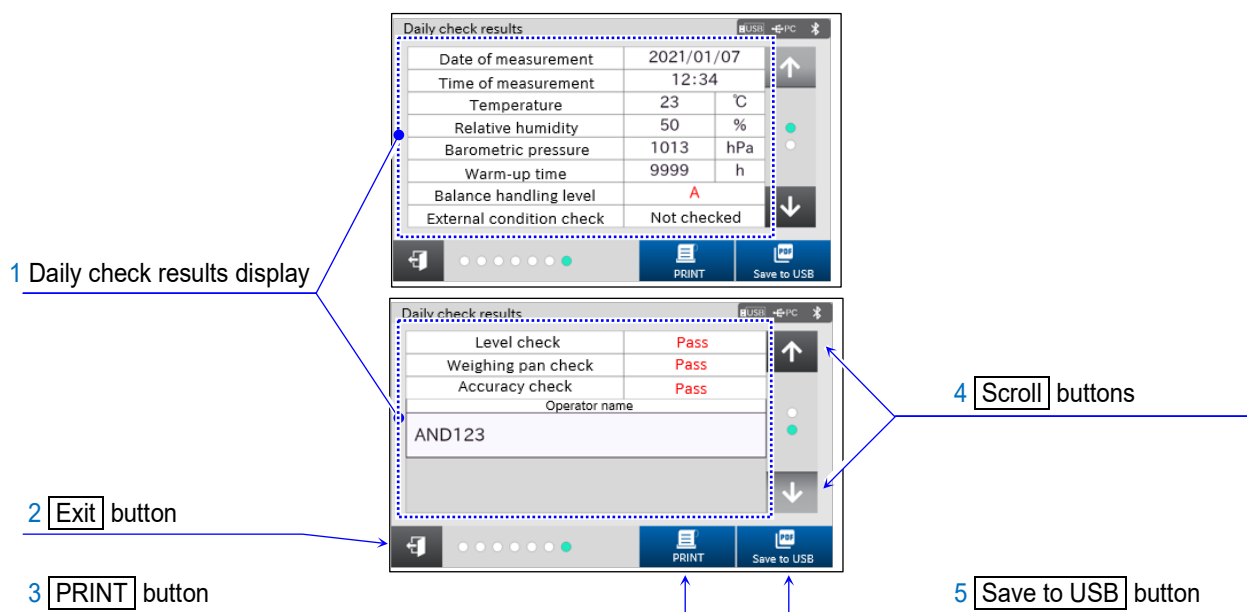 Daily check results USB PC
Date of measurement 2021/01/07
Time of measurement 12:34
Temperature 23 ℃
Relative humidity 50 %
Barometric pressure 1013 hPa
Warm-up time 9999 h
Balance handling level A
External condition check Not checked
PDF
PRINT Save to USB
1 Daily check results display
Daily check results USB PC
Level check Pass
Weighing pan check Pass
Accuracy check Pass
Operator name
AND123
4 Scroll buttons
2 Exit button
PDF
PRINT Save to USB
3 PRINT button
5 Save to USB button